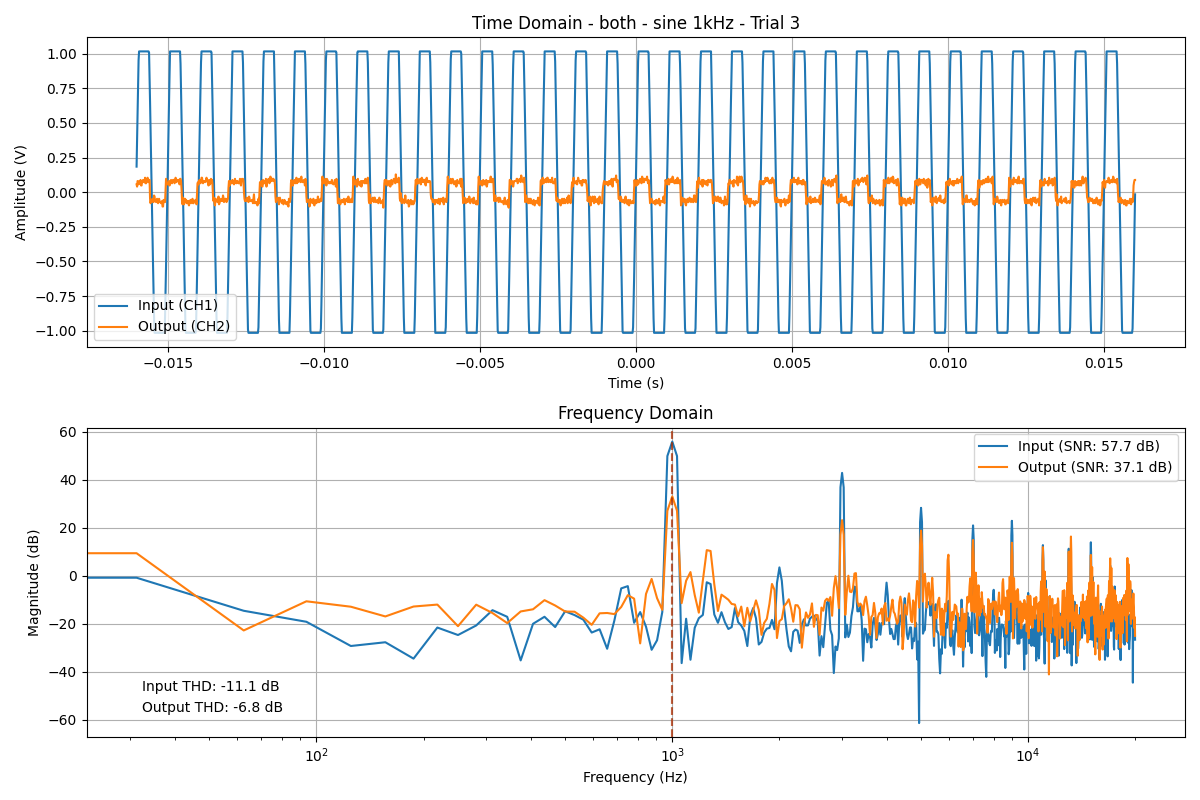 Time Domain - both - sine 1kHz - Trial 3
Amplitude (V)
1.00
0.75
0.50
0.25
0.00
−0.25
−0.50
−0.75
−1.00
Input (CH1)
Output (CH2)
−0.015
−0.010
−0.005
0.000
0.005
0.010
0.015
Time (s)
Frequency Domain
Magnitude (dB)
60
40
20
0
−20
−40
−60
Input (SNR: 57.7 dB)
Output (SNR: 37.1 dB)
Input THD: -11.1 dB
Output THD: -6.8 dB
10²
10³
10⁴
Frequency (Hz)